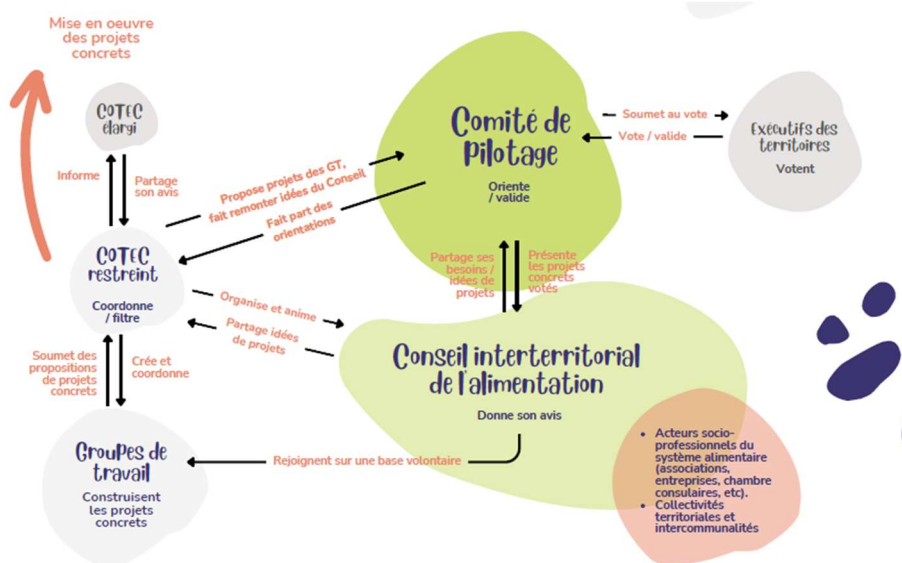 Mise en oeuvre
des projets
concrets
COTEC
élargi
Informe
Partage
son avis
Propose projets des GT,
fait remonter idées du Conseil
Fait part des
orientations
Comité de
Pilotage
Oriente
/ valide
Soumet au vote
Vote / valide
Exécutifs des
territoires
Votent
COTEC
restreint
Coordonne
/ filtre
Organise et anime
Partage idées
de projets
Partage ses
besoins /
idées de
projets
Présente
les projets
concrets
votés
Conseil interterritorial
de l'alimentation
Donne son avis
Soumet des
propositions
de projets
concrets
Crée et
coordonne
Groupes de
travail
Construisent
les projets
concrets
Rejoignent sur une base volontaire
• Acteurs socio-
professionnels du
système alimentaire
(associations,
entreprises, chambre
consulaires, etc).
• Collectivités
territoriales et
intercommunalités